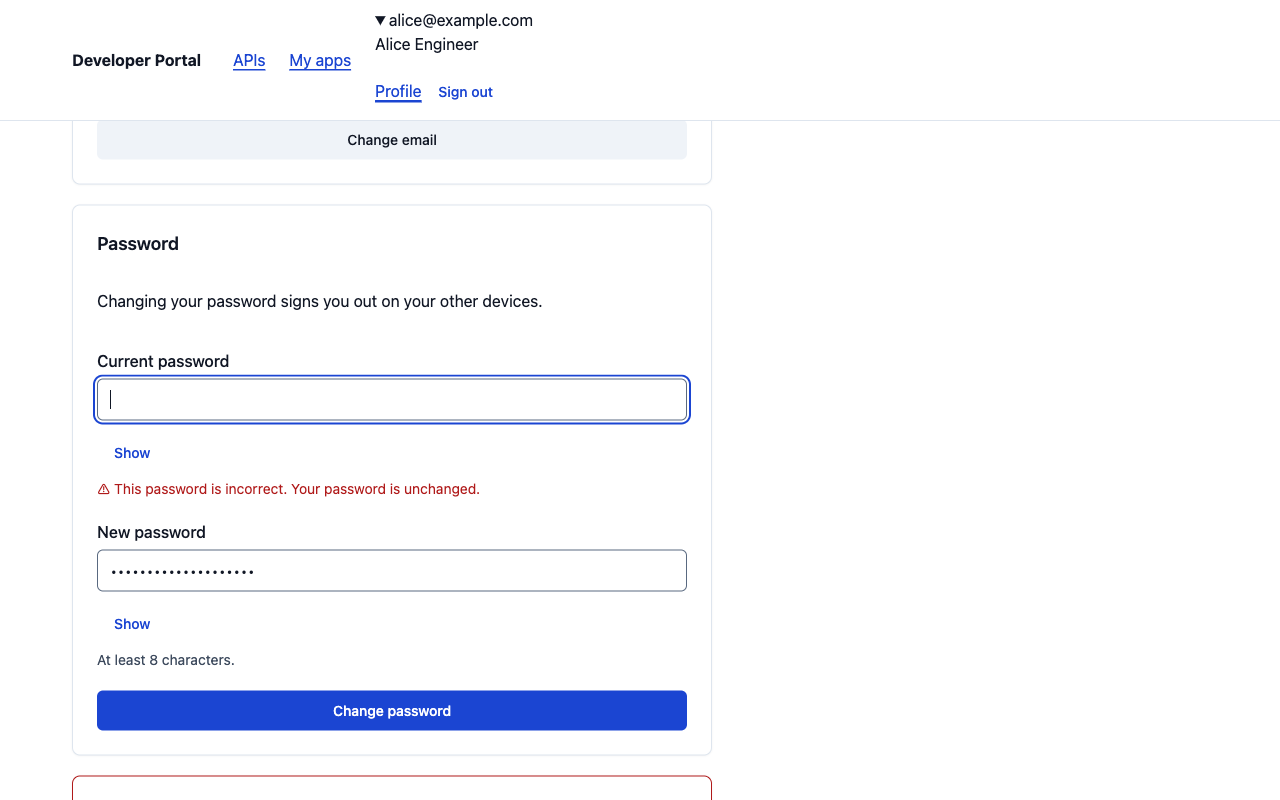 Developer Portal
APIs
My apps
▼ alice@example.com
Alice Engineer
Profile
Sign out
Change email
Password
Changing your password signs you out on your other devices.
Current password
Show
⚠ This password is incorrect. Your password is unchanged.
New password
••••••••••••••••••••
Show
At least 8 characters.
Change password